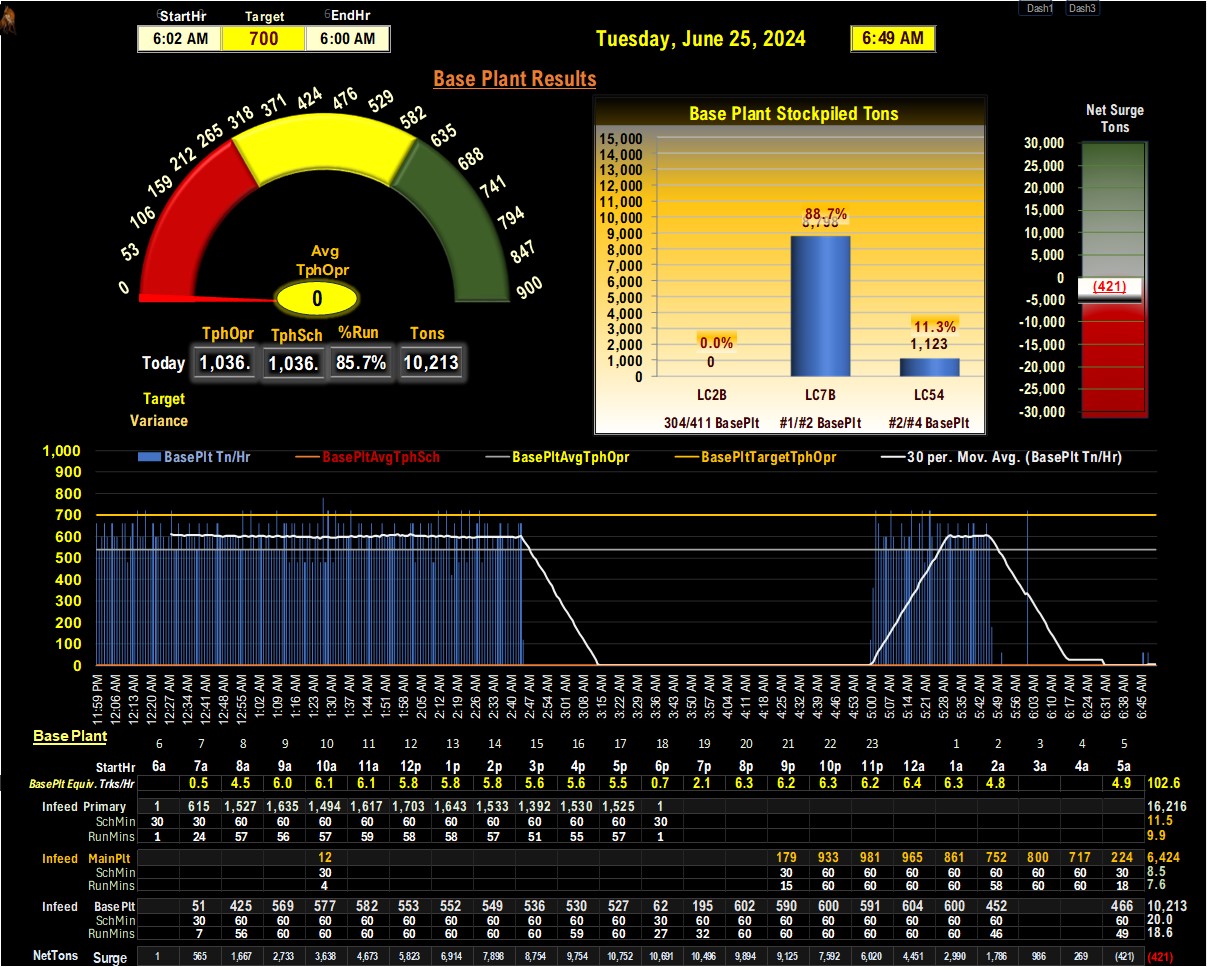 Dash1 Dash3
StartHr Target EndHr
6:02 AM 700 6:00 AM
Tuesday, June 25, 2024 6:49 AM
Base Plant Results
0 53 106 159 212 265 318 371 424 476 529 582 635 688 741 794 847 900
Avg
TphOpr
0
TphOpr TphSch %Run Tons
Today 1,036. 1,036. 85.7% 10,213
Target
Variance
Base Plant Stockpiled Tons
15,000
14,000
13,000
12,000
11,000
10,000
9,000
8,000
7,000
6,000
5,000
4,000
3,000
2,000
1,000
0
88.7%
8,798
0.0%
0
11.3%
1,123
LC2B LC7B LC54
304/411 BasePlt #1/#2 BasePlt #2/#4 BasePlt
Net Surge
Tons
30,000
25,000
20,000
15,000
10,000
5,000
0
(421)
-5,000
-10,000
-15,000
-20,000
-25,000
-30,000
BasePlt Tn/Hr BasePltAvgTphSch BasePltAvgTphOpr BasePltTargetTphOpr 30 per. Mov. Avg. (BasePlt Tn/Hr)
1,000
900
800
700
600
500
400
300
200
100
0
11:59 PM 12:06 AM 12:13 AM 12:20 AM 12:27 AM 12:34 AM 12:41 AM 12:48 AM 12:55 AM 1:02 AM 1:09 AM 1:16 AM 1:23 AM 1:30 AM 1:37 AM 1:44 AM 1:51 AM 1:58 AM 2:05 AM 2:12 AM 2:19 AM 2:26 AM 2:33 AM 2:40 AM 2:47 AM 2:54 AM 3:01 AM 3:08 AM 3:15 AM 3:22 AM 3:29 AM 3:36 AM 3:43 AM 3:50 AM 3:57 AM 4:04 AM 4:11 AM 4:18 AM 4:25 AM 4:32 AM 4:39 AM 4:46 AM 4:53 AM 5:00 AM 5:07 AM 5:14 AM 5:21 AM 5:28 AM 5:35 AM 5:42 AM 5:49 AM 5:56 AM 6:03 AM 6:10 AM 6:17 AM 6:24 AM 6:31 AM 6:38 AM 6:45 AM
Base Plant
6 7 8 9 10 11 12 13 14 15 16 17 18 19 20 21 22 23 1 2 3 4 5
StartHr 6a 7a 8a 9a 10a 11a 12p 1p 2p 3p 4p 5p 6p 7p 8p 9p 10p 11p 12a 1a 2a 3a 4a 5a
BasePlt Equiv. Trks/Hr 0.5 4.5 6.0 6.1 6.1 5.8 5.8 5.8 5.6 5.6 5.5 0.7 2.1 6.3 6.2 6.3 6.2 6.4 6.3 4.8 4.9 102.6
Infeed Primary 1 615 1,527 1,635 1,494 1,617 1,703 1,643 1,533 1,392 1,530 1,525 1 16,216
SchMin 30 30 60 60 60 60 60 60 60 60 60 60 30 11.5
RunMins 1 24 57 56 57 59 58 58 57 51 55 57 1 9.9
Infeed MainPlt 12 179 933 981 965 861 752 800 717 224 6,424
SchMin 30 30 60 60 60 60 60 60 60 30 8.5
RunMins 4 15 60 60 60 60 58 60 60 18 7.6
Infeed BasePlt 51 425 569 577 582 553 552 549 536 530 527 62 195 602 590 600 591 604 600 452 466 10,213
SchMin 30 60 60 60 60 60 60 60 60 60 60 30 60 60 60 60 60 60 60 60 60 20.0
RunMins 7 56 60 60 60 60 60 60 60 59 60 27 32 60 60 60 60 60 60 46 49 18.6
NetTons Surge 1 565 1,667 2,733 3,638 4,673 5,823 6,914 7,898 8,754 9,754 10,752 10,691 10,496 9,894 9,125 7,592 6,020 4,451 2,990 1,786 986 269 (421) (421)